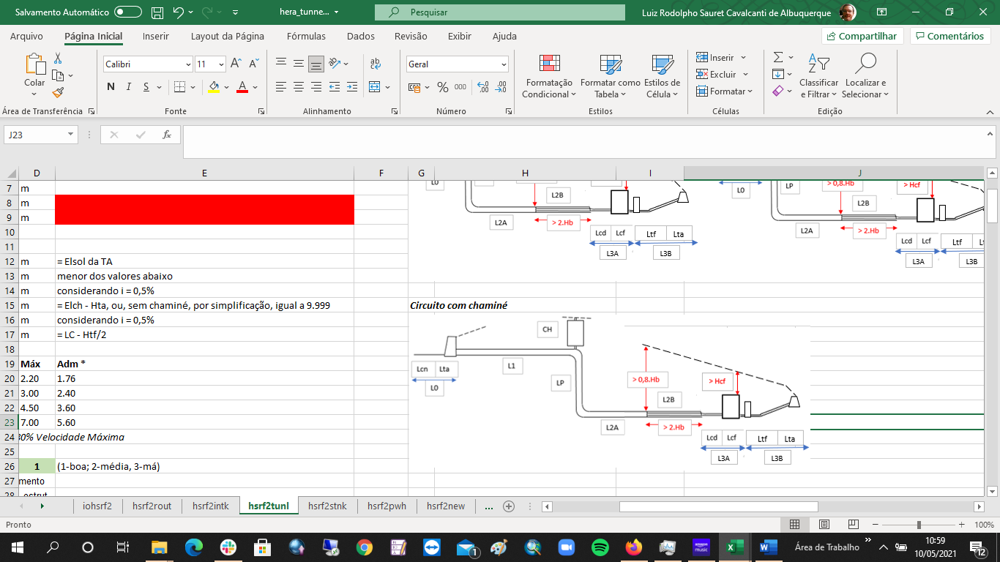 Salvamento Automático
hera_tunne...
Pesquisar
Luiz Rodolpho Sauret Cavalcanti de Albuquerque
Arquivo Página Inicial Inserir Layout da Página Fórmulas Dados Revisão Exibir Ajuda
Compartilhar Comentários
Colar
Calibri 11
N I S
ab
Geral
% 000
Formatação Condicional
Formatar como Tabela
Estilos de Célula
Inserir
Excluir
Formatar
Classificar e Filtrar
Localizar e Selecionar
Área de Transferência Fonte Alinhamento Número Estilos Células Edição
J23 fx
D E F G H I J
7 m
8 m
9 m
10
11
12 m = Elsol da TA
13 m menor dos valores abaixo
14 m considerando i = 0,5%
15 m = Elch - Hta, ou, sem chaminé, por simplificação, igual a 9.999
16 m considerando i = 0,5%
17 m = LC - Htf/2
18
19 Máx Adm *
20 2.20 1.76
21 3.00 2.40
22 4.50 3.60
23 7.00 5.60
24 80% Velocidade Máxima
25
26 1 (1-boa; 2-média, 3-má)
27 mento
28 estrut
L0
L2B
L2A
> 2.Hb
Lcd Lcf Ltf Lta
L3A L3B
L0
LP
> 0,8.Hb
> Hcf
L2B
L2A
> 2.Hb
Lcd Lcf Ltf
L3A L3B
Circuito com chaminé
CH
Lcn Lta
L0
L1
LP
> 0,8.Hb
> Hcf
L2B
L2A
> 2.Hb
Lcd Lcf Ltf Lta
L3A L3B
iohsrf2 hsrf2rout hsrf2intk hsrf2tunl hsrf2stnk hsrf2pwh hsrf2new ...
Pronto
100%
1
amazon music
Área de Trabalho
10:59
10/05/2021
12